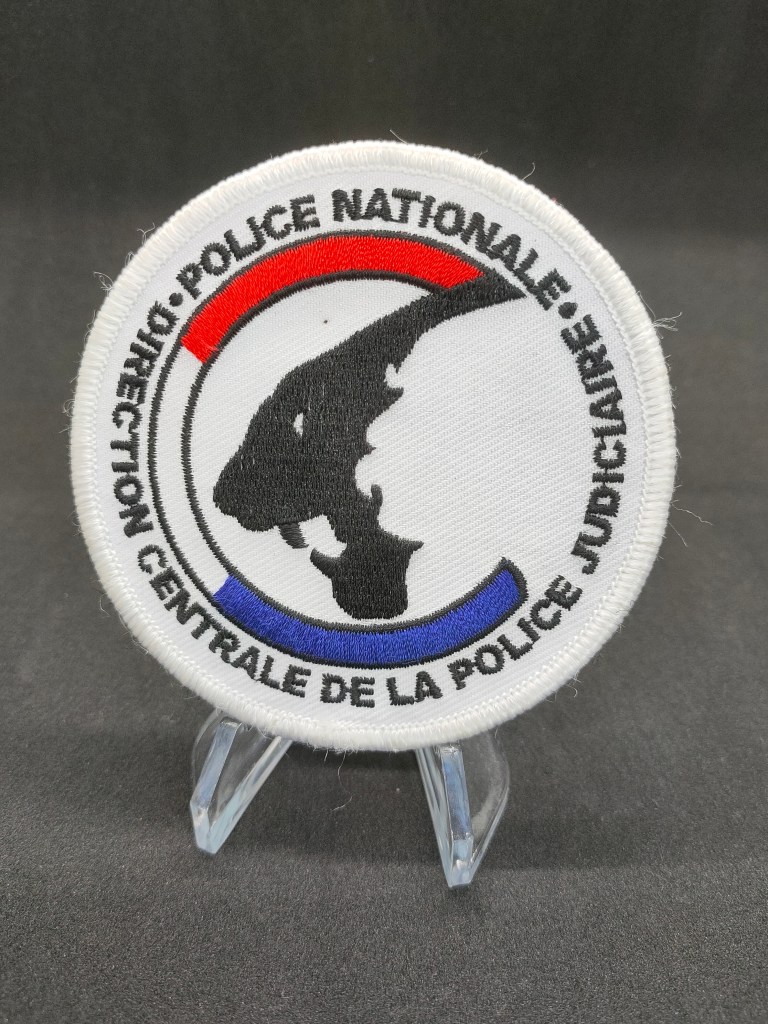 • POLICE NATIONALE •
DIRECTION CENTRALE DE LA POLICE JUDICIAIRE